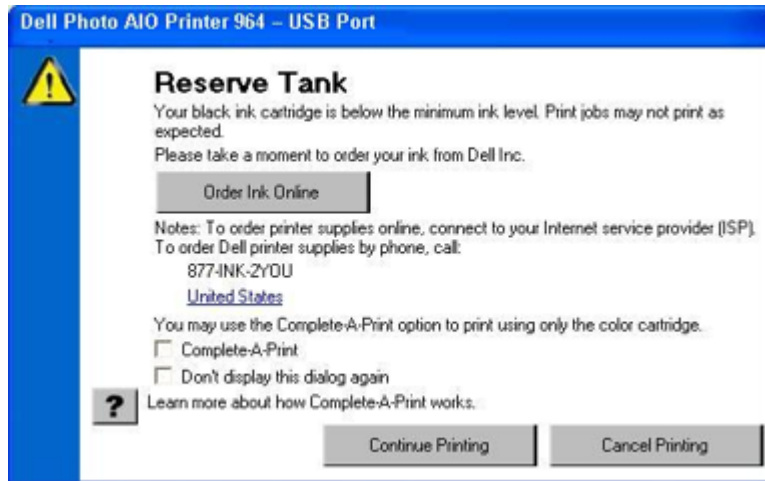 Dell Photo AIO Printer 964 – USB Port
Reserve Tank
Your black ink cartridge is below the minimum ink level. Print jobs may not print as
expected.
Please take a moment to order your ink from Dell Inc.
Order Ink Online
Notes: To order printer supplies online, connect to your Internet service provider (ISP).
To order Dell printer supplies by phone, call:
877-INK-2YOU
United States
You may use the Complete-A-Print option to print using only the color cartridge.
Complete-A-Print
Don't display this dialog again
? Learn more about how Complete-A-Print works.
Continue Printing Cancel Printing